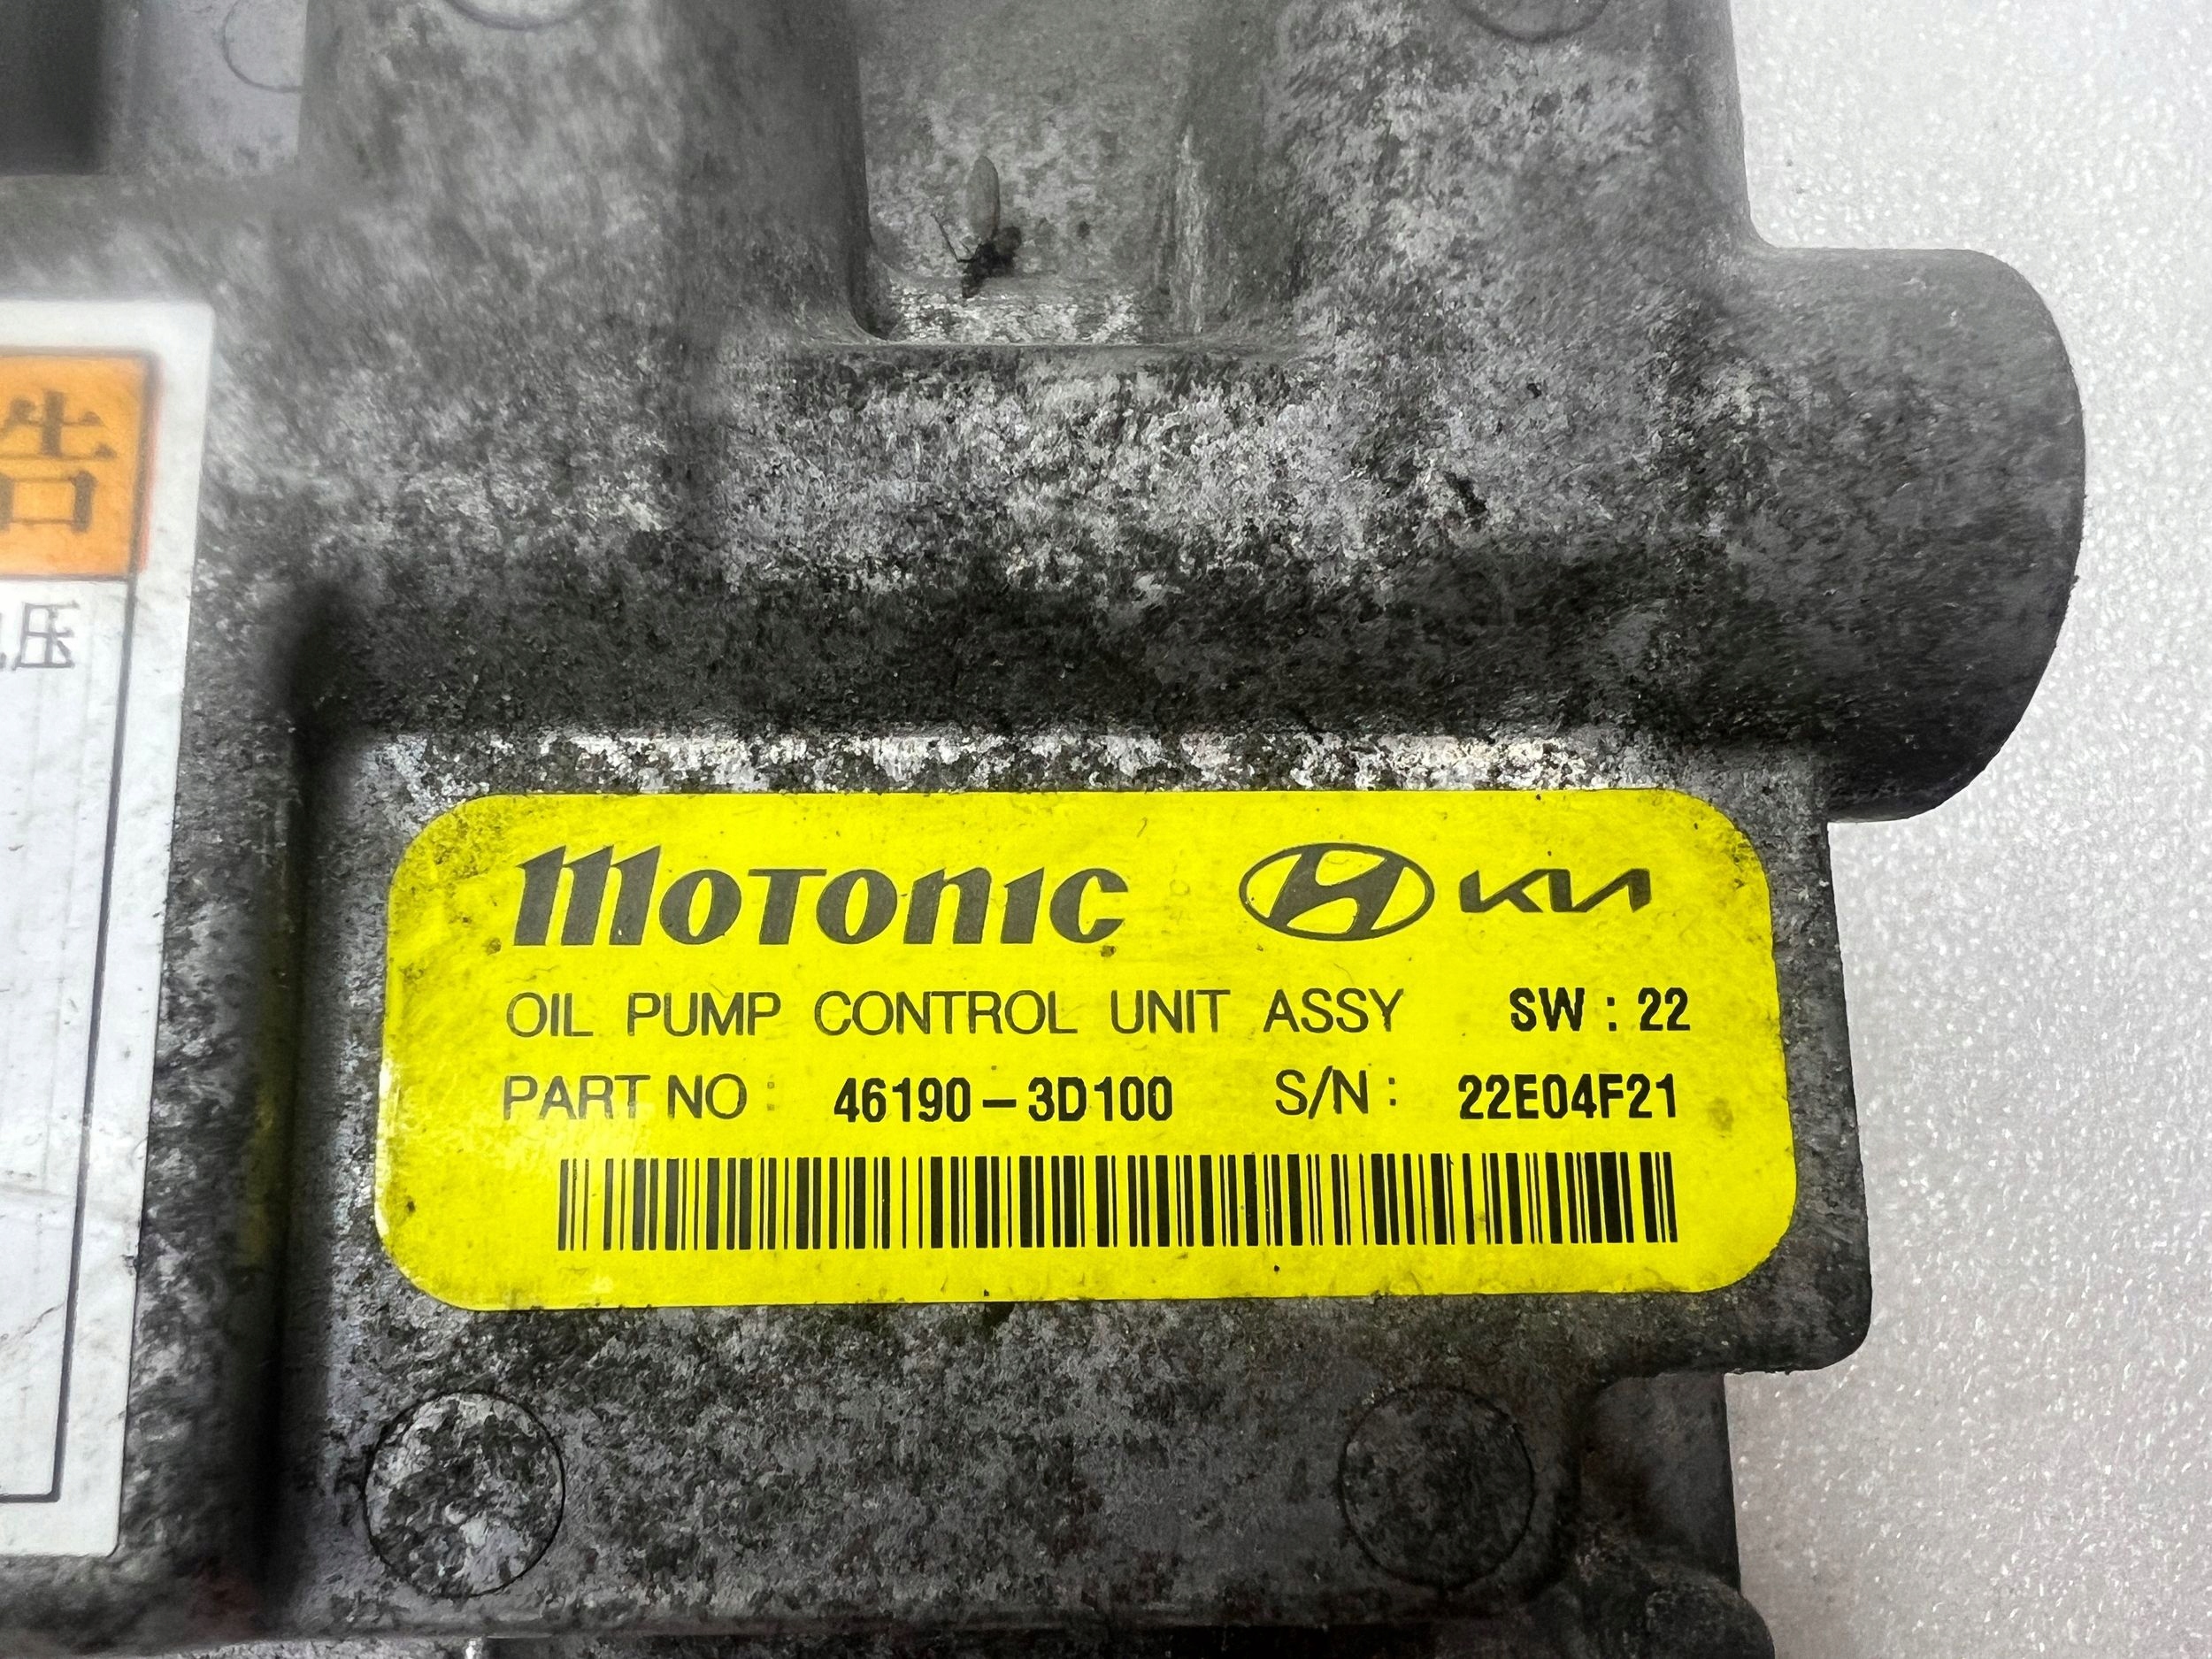 告
压
MOTONIC KIA
OIL PUMP CONTROL UNIT ASSY SW : 22
PART NO : 46190-3D100 S/N : 22E04F21